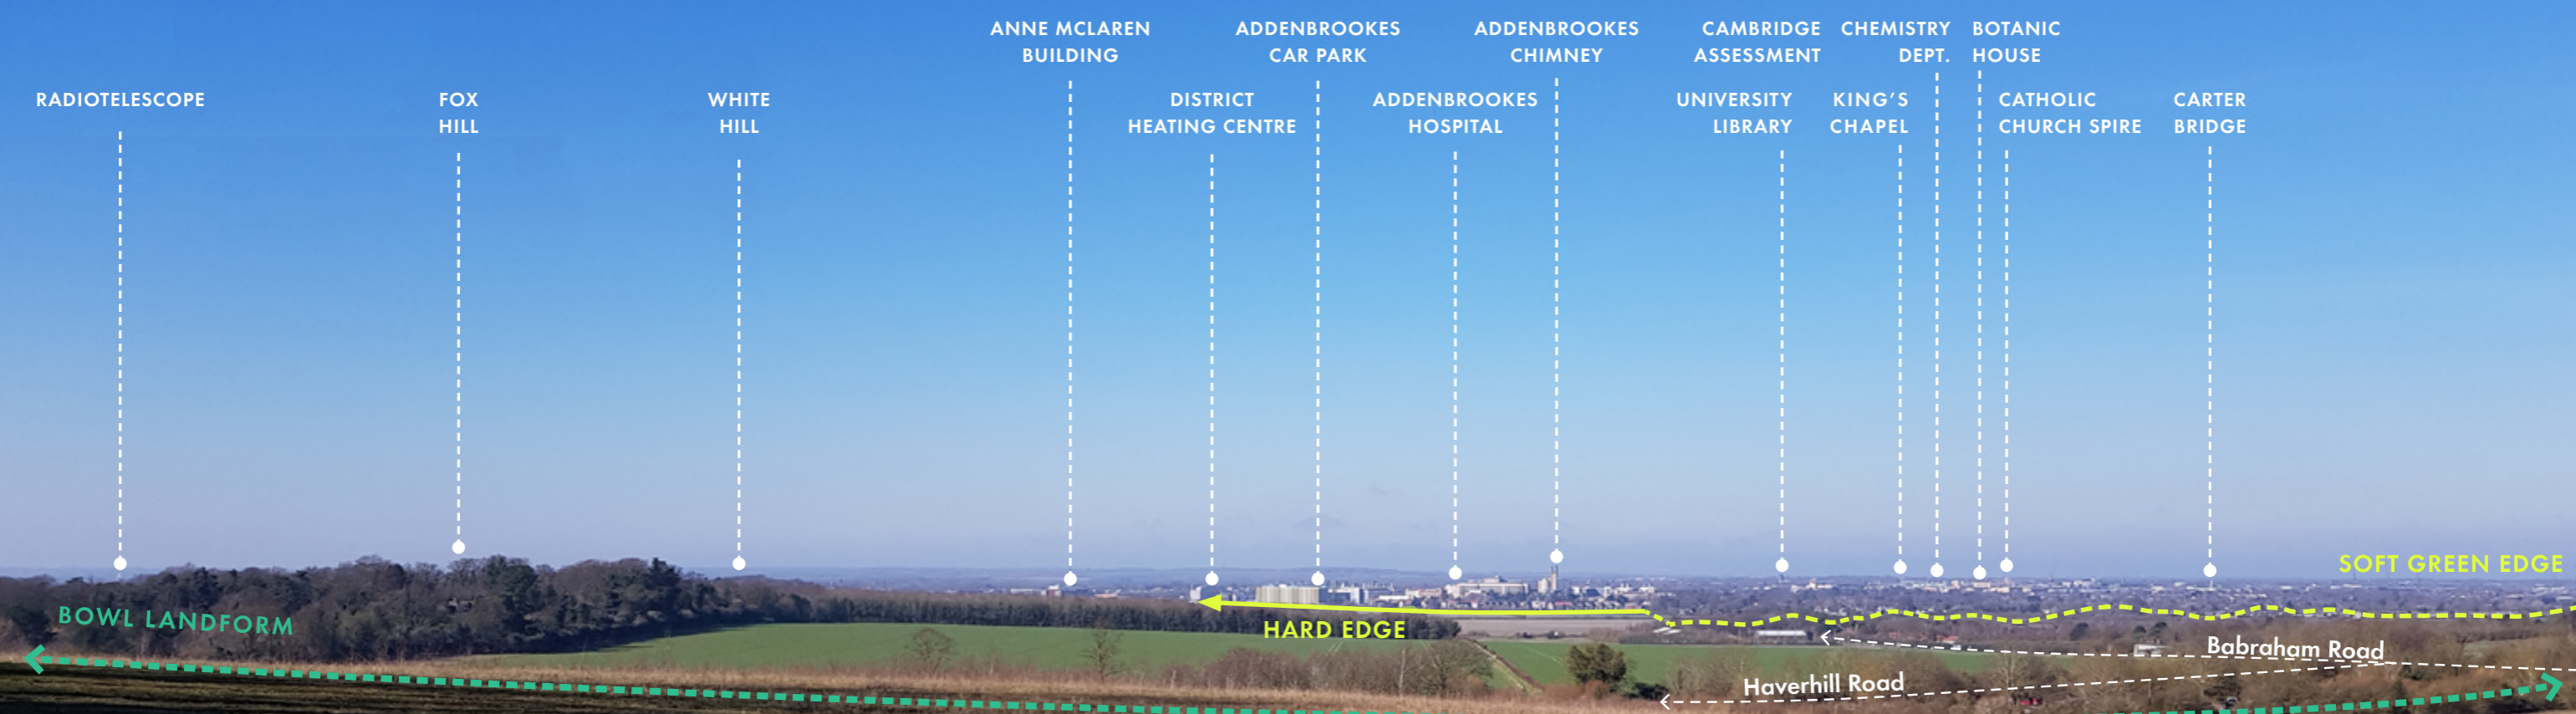 ANNE MCLAREN
BUILDING
ADDENBROOKES
CAR PARK
ADDENBROOKES
CHIMNEY
CAMBRIDGE
ASSESSMENT
CHEMISTRY
DEPT.
BOTANIC
HOUSE
RADIOTELESCOPE
FOX
HILL
WHITE
HILL
DISTRICT
HEATING CENTRE
ADDENBROOKES
HOSPITAL
UNIVERSITY
LIBRARY
KING'S
CHAPEL
CATHOLIC
CHURCH SPIRE
CARTER
BRIDGE
SOFT GREEN EDGE
BOWL LANDFORM
HARD EDGE
Babraham Road
Haverhill Road